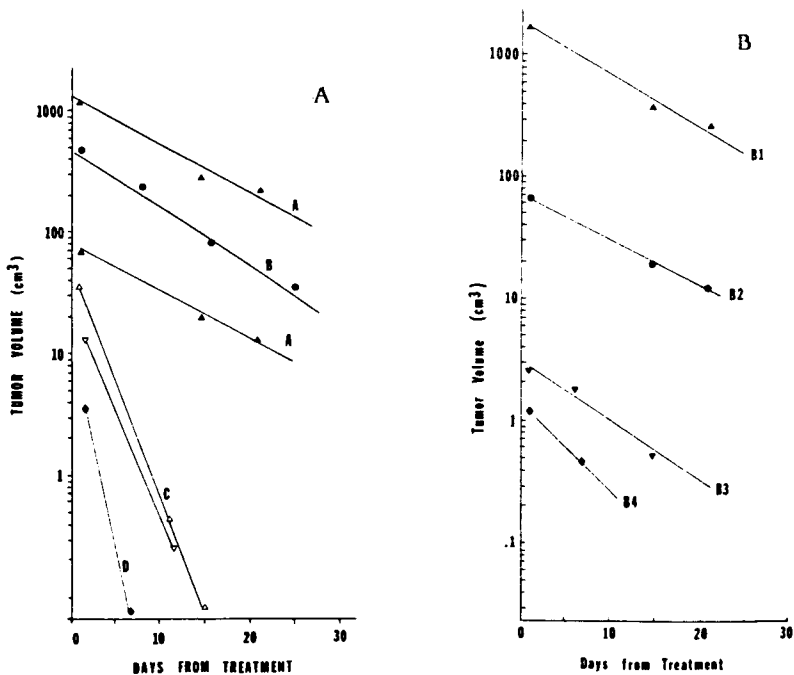 A
1000
100
10
1
TUMOR VOLUME (cm3)
A
B
A
C
D
0
10
20
30
DAYS FROM TREATMENT
B
1000
100
10
1
.1
Tumor Volume (cm3)
B1
B2
B3
B4
0
10
20
30
Days from Treatment